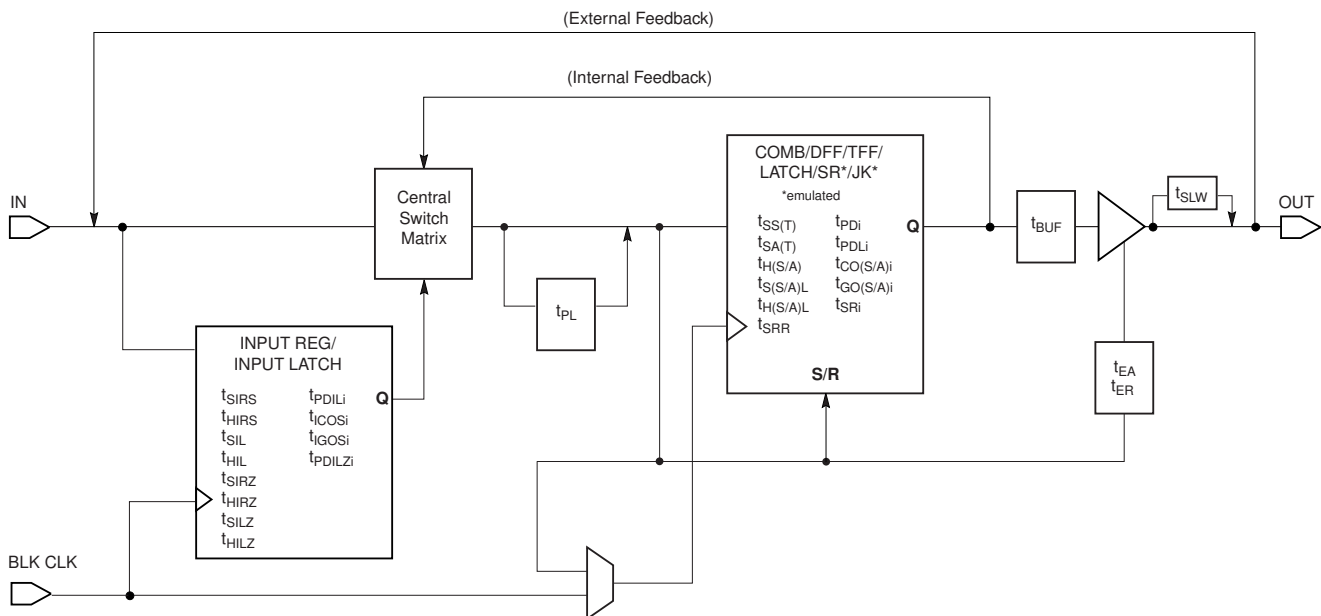 (External Feedback)
(Internal Feedback)
IN
Central
Switch
Matrix
COMB/DFF/TFF/
LATCH/SR*/JK*
*emulated
tSS(T)
tSA(T)
tH(S/A)
tS(S/A)L
tH(S/A)L
tSRR
tPDi
tPDLi
tCO(S/A)i
tGO(S/A)i
tSRi
Q
S/R
tBUF
tSLW
OUT
tPL
tEA
tER
INPUT REG/
INPUT LATCH
tSIRS
tHIRS
tSIL
tHIL
tSIRZ
tHIRZ
tSILZ
tHILZ
tPDILi
tICOSi
tIGOSi
tPDILZi
Q
BLK CLK